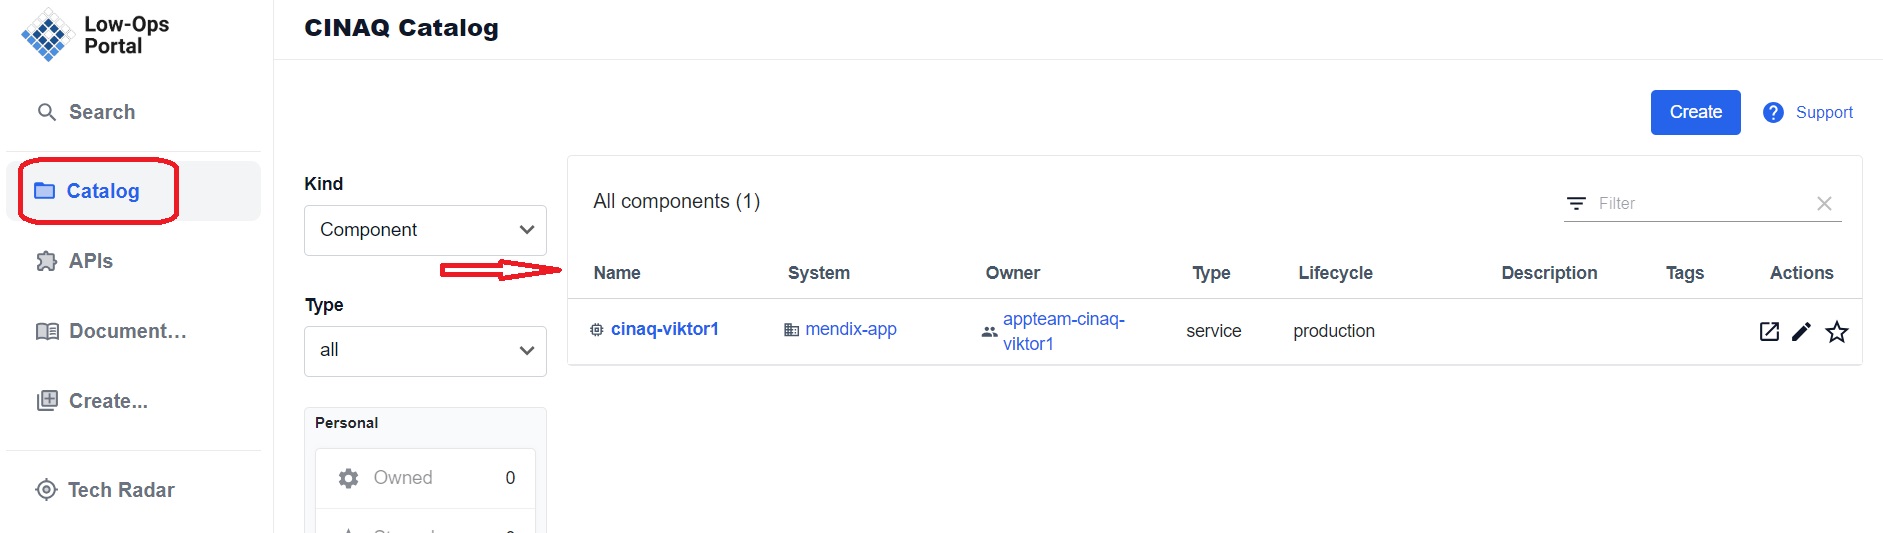 Low-Ops
Portal
CINAQ Catalog
Search
Create
Support
Catalog
Kind
All components (1)
Filter
Component
APIs
Name System Owner Type Lifecycle Description Tags Actions
Type
cinaq-viktor1 mendix-app appteam-cinaq-
viktor1 service production
Document...
all
Create...
Personal
Owned 0
Tech Radar